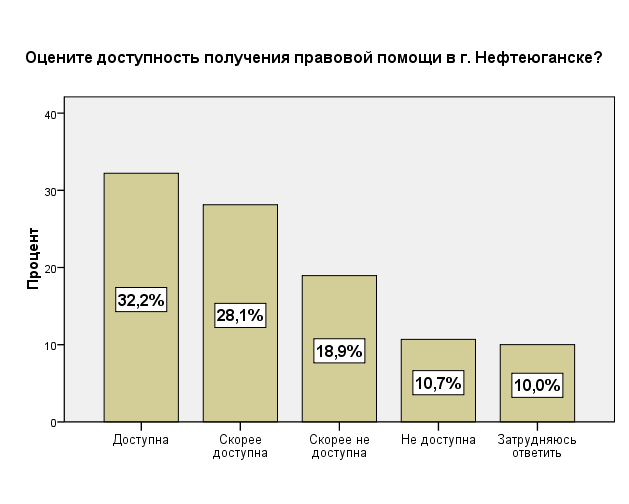 Оцените доступность получения правовой помощи в г. Нефтеюганске?
Процент
40
30
20
10
0
32,2%
28,1%
18,9%
10,7%
10,0%
Доступна
Скорее
доступна
Скорее не
доступна
Не доступна
Затрудняюсь
ответить